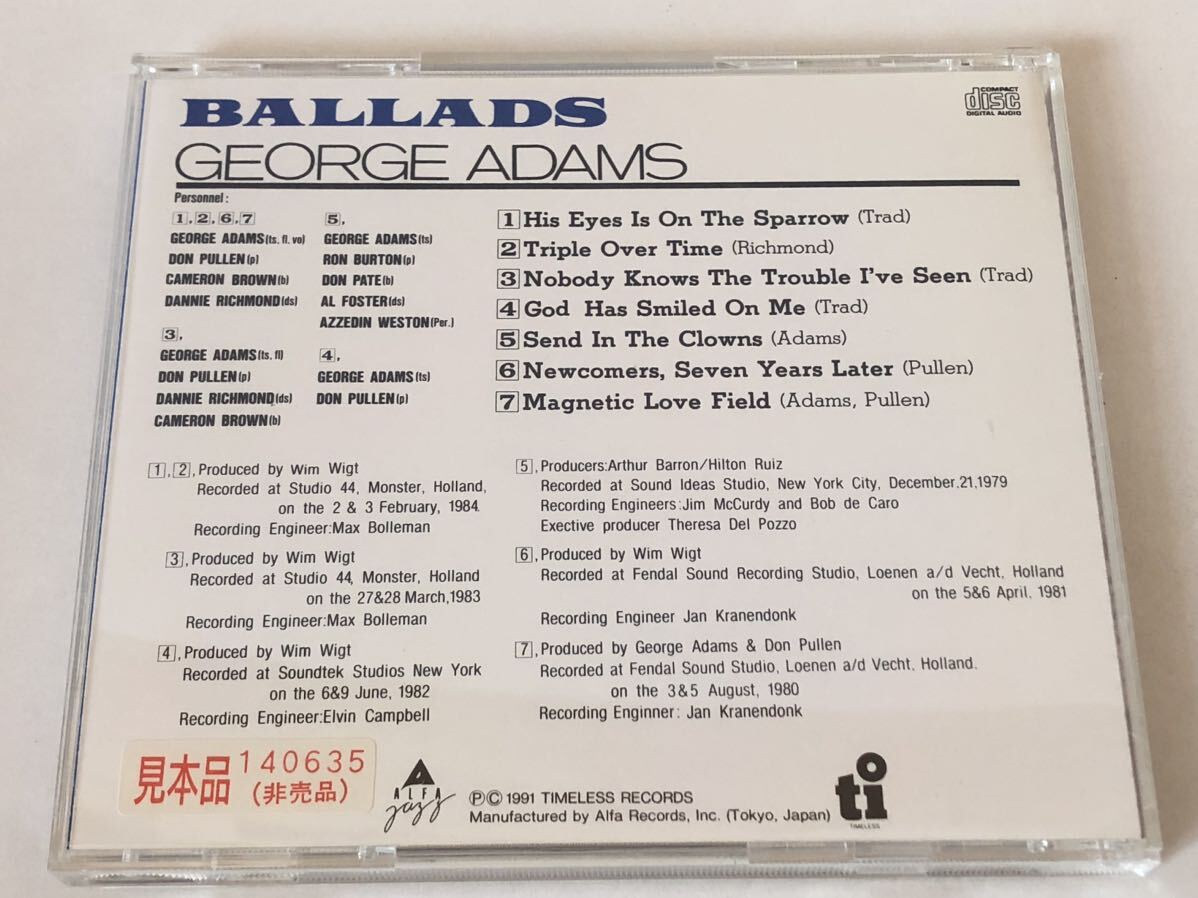 BALLADS
COMPACT
disc
DIGITAL AUDIO
GEORGE ADAMS
Personnel:
1, 2, 6, 7
GEORGE ADAMS(ts. fl. vo)
DON PULLEN(p)
CAMERON BROWN(b)
DANNIE RICHMOND(ds)
5,
GEORGE ADAMS(ts)
RON BURTON(p)
DON PATE(b)
AL FOSTER(ds)
AZZEDIN WESTON(Per.)
3,
GEORGE ADAMS(ts. fl)
DON PULLEN(p)
DANNIE RICHMOND(ds)
CAMERON BROWN(b)
4,
GEORGE ADAMS(ts)
DON PULLEN(p)
1 His Eyes Is On The Sparrow (Trad)
2 Triple Over Time (Richmond)
3 Nobody Knows The Trouble I've Seen (Trad)
4 God Has Smiled On Me (Trad)
5 Send In The Clowns (Adams)
6 Newcomers, Seven Years Later (Pullen)
7 Magnetic Love Field (Adams, Pullen)
1, 2, Produced by Wim Wigt
Recorded at Studio 44, Monster, Holland,
on the 2 & 3 February, 1984.
Recording Engineer:Max Bolleman
3, Produced by Wim Wigt
Recorded at Studio 44, Monster, Holland
on the 27&28 March,1983
Recording Engineer:Max Bolleman
4, Produced by Wim Wigt
Recorded at Soundtek Studios New York
on the 6&9 June, 1982
Recording Engineer:Elvin Campbell
5, Producers:Arthur Barron/Hilton Ruiz
Recorded at Sound Ideas Studio, New York City, December.21,1979
Recording Engineers:Jim McCurdy and Bob de Caro
Exective producer Theresa Del Pozzo
6, Produced by Wim Wigt
Recorded at Fendal Sound Recording Studio, Loenen a/d Vecht, Holland
on the 5&6 April, 1981
Recording Engineer Jan Kranendonk
7, Produced by George Adams & Don Pullen
Recorded at Fendal Sound Studio, Loenen a/d Vecht, Holland.
on the 3&5 August, 1980
Recording Enginner: Jan Kranendonk
見本品 140635
(非売品)
ALFA
jazz
Ⓟ© 1991 TIMELESS RECORDS
Manufactured by Alfa Records, Inc. (Tokyo, Japan)
ti
TIMELESS